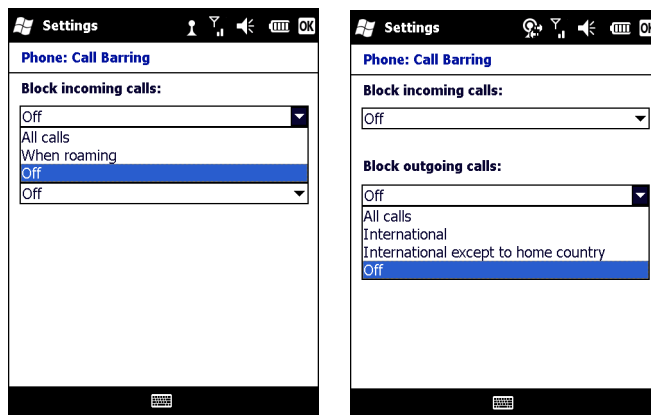 Settings
OK
Phone: Call Barring
Block incoming calls:
Off
All calls
When roaming
Off
Off
Settings
OK
Phone: Call Barring
Block incoming calls:
Off
Block outgoing calls:
Off
All calls
International
International except to home country
Off